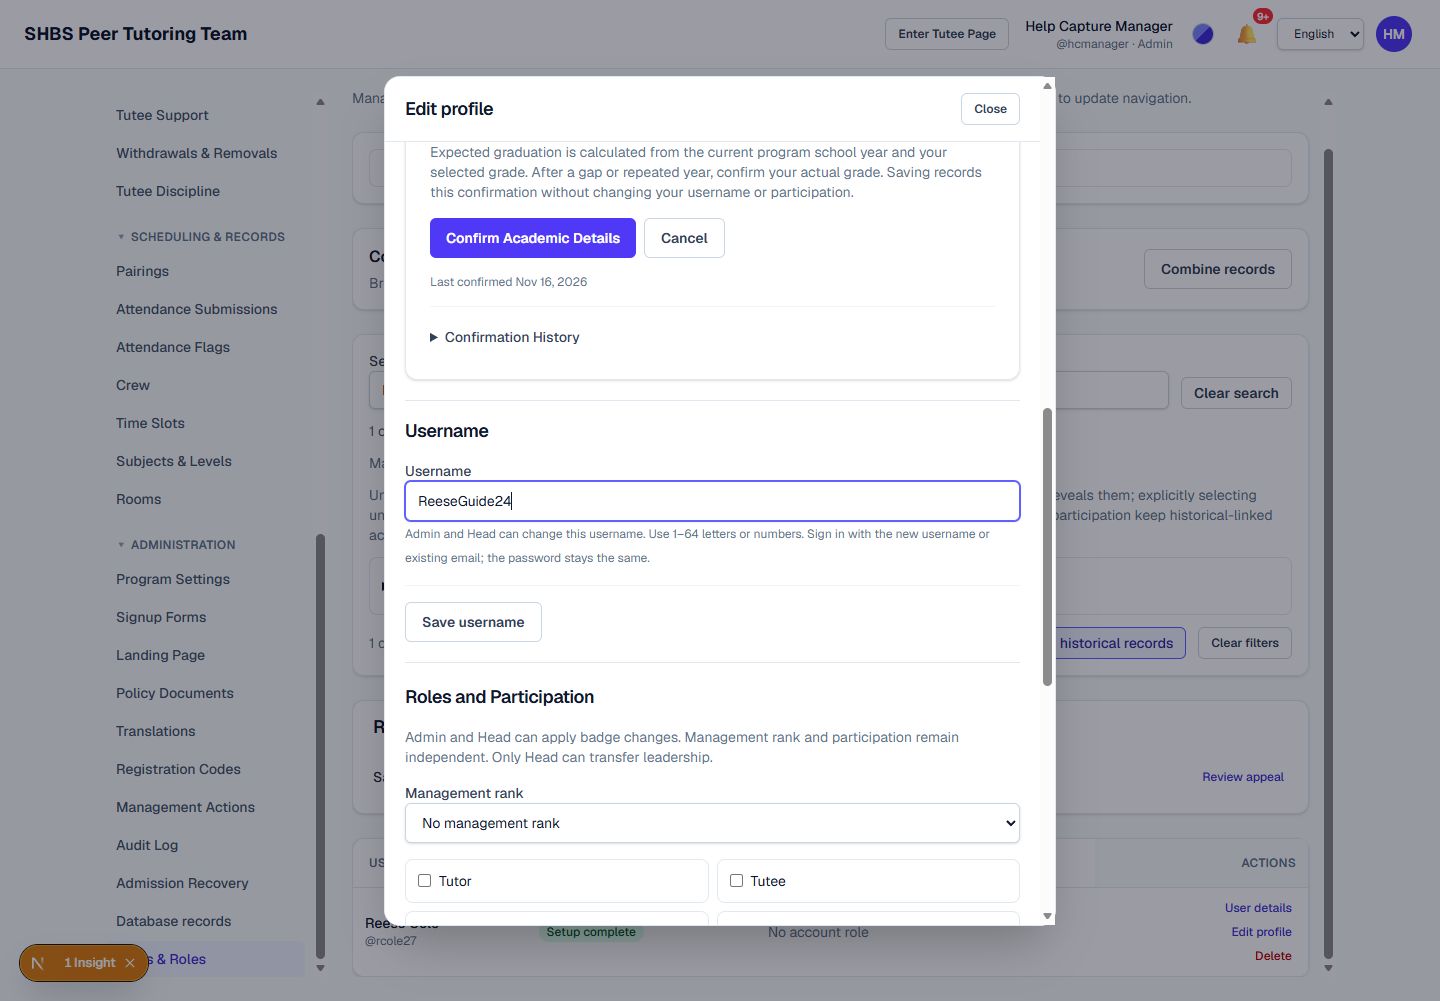 SHBS Peer Tutoring Team
Enter Tutee Page
Help Capture Manager
@hcmanager · Admin
9+
English
HM
Tutee Support
Withdrawals & Removals
Tutee Discipline
SCHEDULING & RECORDS
Pairings
Attendance Submissions
Attendance Flags
Crew
Time Slots
Subjects & Levels
Rooms
ADMINISTRATION
Program Settings
Signup Forms
Landing Page
Policy Documents
Translations
Registration Codes
Management Actions
Audit Log
Admission Recovery
Database records
s & Roles
N 1 Insight ×
to update navigation.
Combine records
Clear search
eveals them; explicitly selecting
articipation keep historical-linked
historical records
Clear filters
Review appeal
ACTIONS
@rcole27
Setup complete
No account role
User details
Edit profile
Delete
Edit profile
Close
Expected graduation is calculated from the current program school year and your
selected grade. After a gap or repeated year, confirm your actual grade. Saving records
this confirmation without changing your username or participation.
Confirm Academic Details
Cancel
Last confirmed Nov 16, 2026
Confirmation History
Username
Username
ReeseGuide24
Admin and Head can change this username. Use 1–64 letters or numbers. Sign in with the new username or
existing email; the password stays the same.
Save username
Roles and Participation
Admin and Head can apply badge changes. Management rank and participation remain
independent. Only Head can transfer leadership.
Management rank
No management rank
Tutor
Tutee